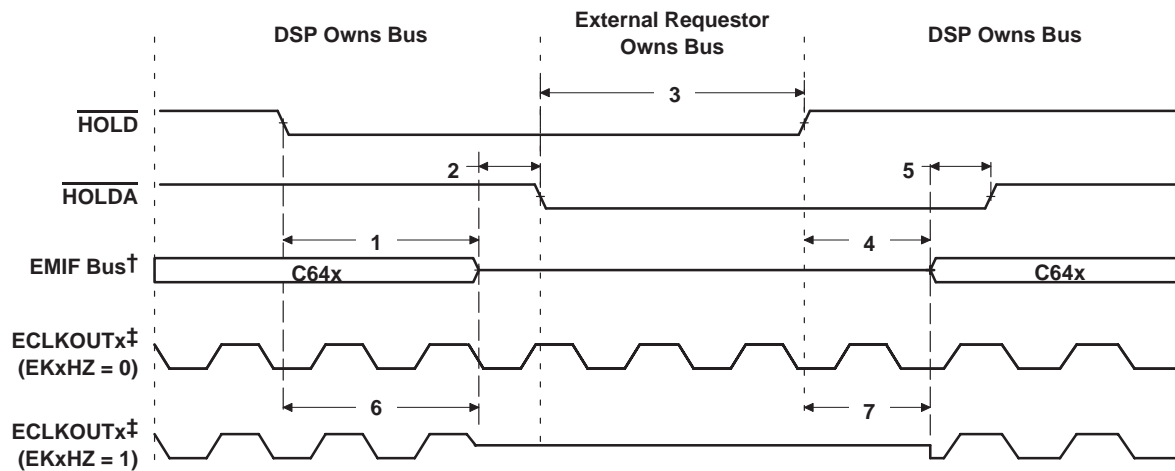 DSP Owns Bus
External Requestor
Owns Bus
DSP Owns Bus
HOLD
3
HOLDA
2
5
EMIF Bus†
1
4
C64x
C64x
ECLKOUTx‡
(EKxHZ = 0)
6
7
ECLKOUTx‡
(EKxHZ = 1)